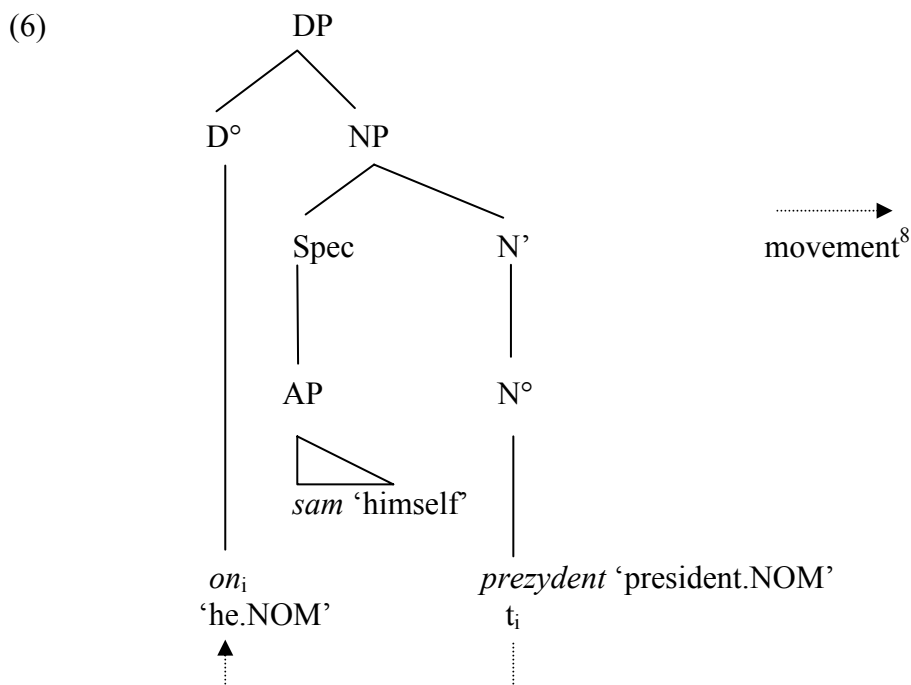 (6) DP
D° NP
Spec N’
movement⁸
AP N°
sam ‘himself’
onᵢ prezydent ‘president.NOM’
‘he.NOM’ tᵢ